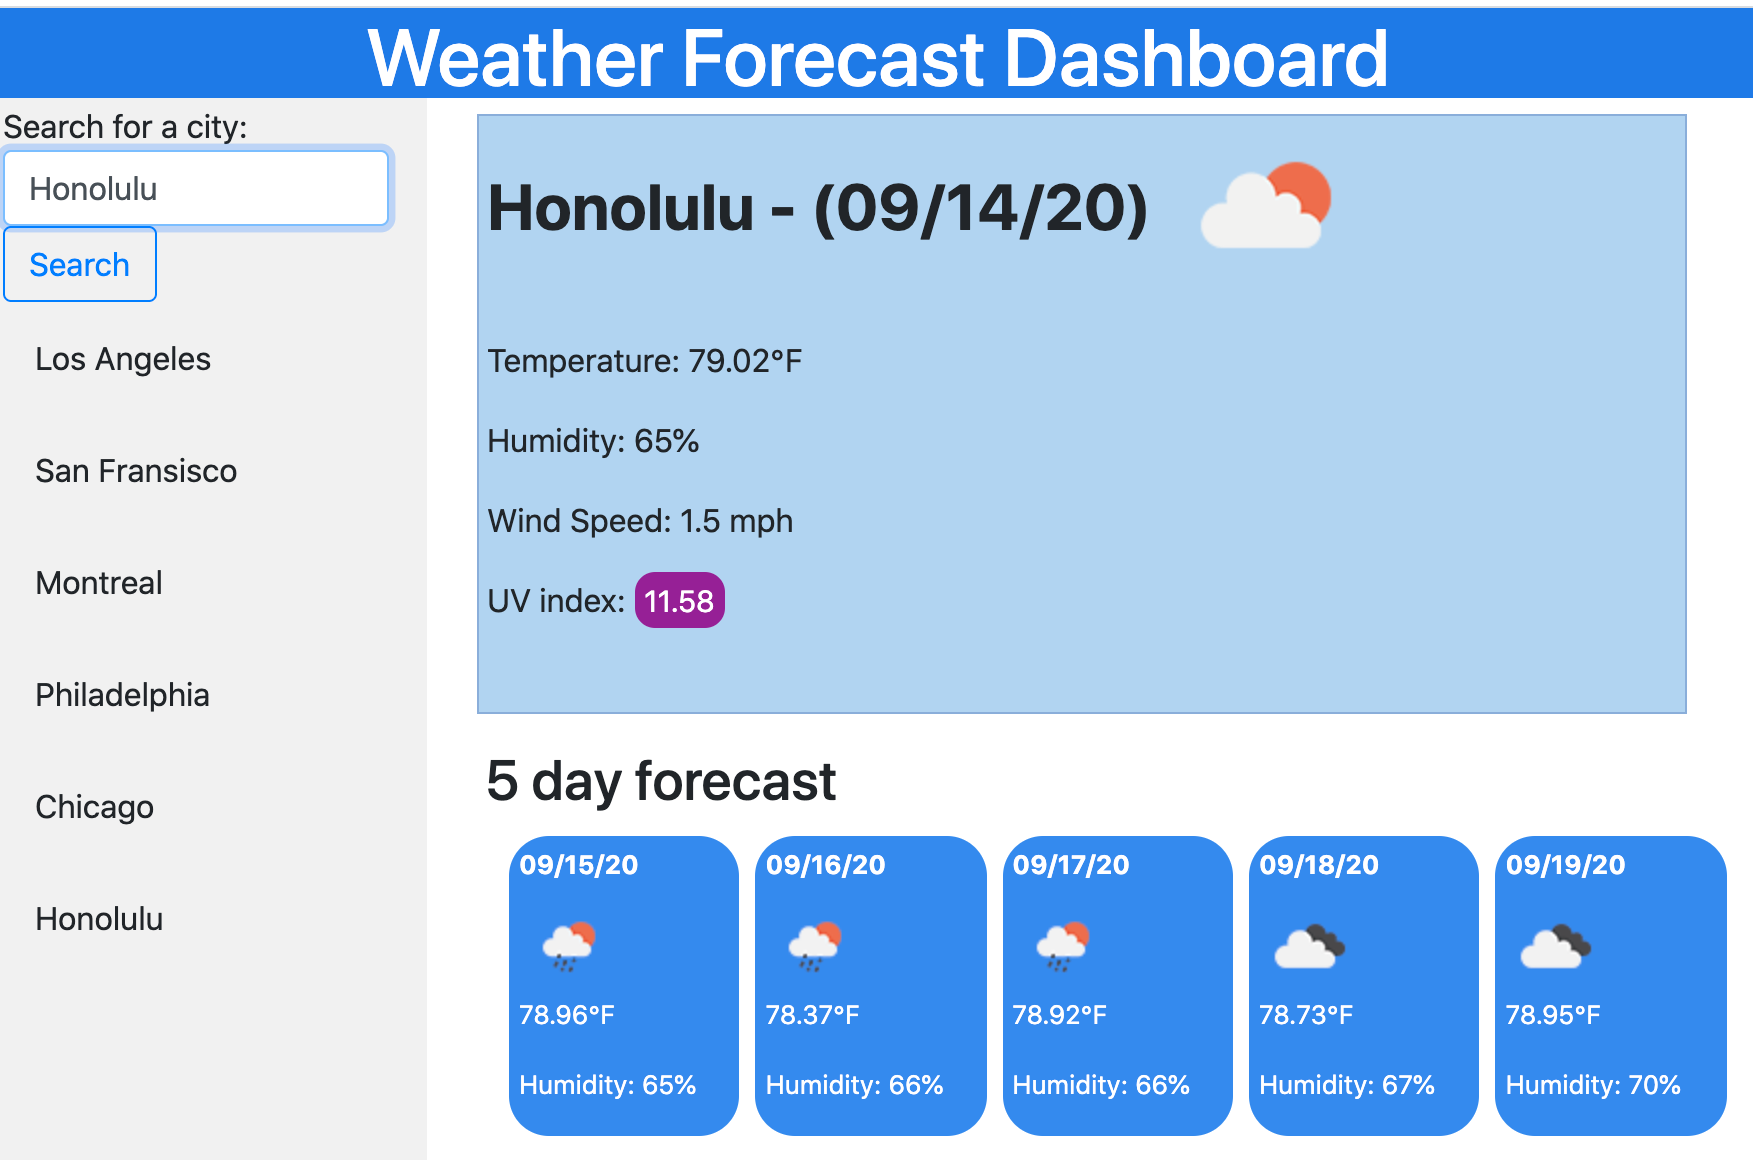 Weather Forecast Dashboard
Search for a city:
Honolulu
Search
Los Angeles
San Fransisco
Montreal
Philadelphia
Chicago
Honolulu
Honolulu - (09/14/20)
Temperature: 79.02°F
Humidity: 65%
Wind Speed: 1.5 mph
UV index: 11.58
5 day forecast
09/15/20
78.96°F
Humidity: 65%
09/16/20
78.37°F
Humidity: 66%
09/17/20
78.92°F
Humidity: 66%
09/18/20
78.73°F
Humidity: 67%
09/19/20
78.95°F
Humidity: 70%